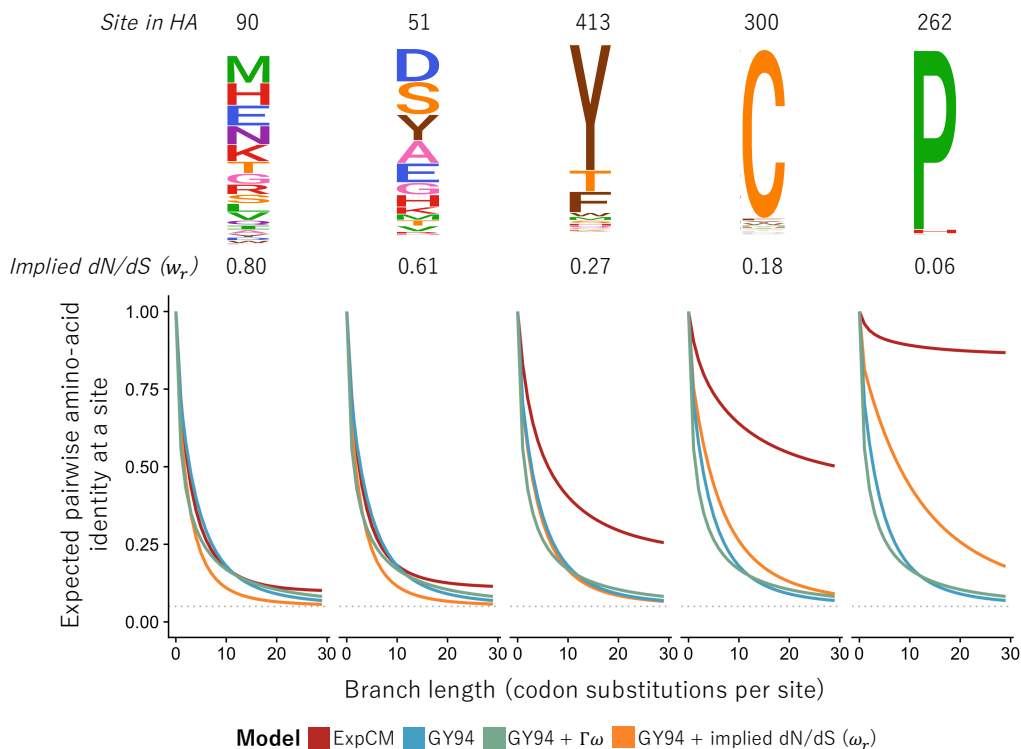 Site in HA 90 51 413 300 262
M
H
E
N
K
T
G
R
S
L
V
D
S
Y
A
E
G
H
K
Y
T
F
C
P
Implied dN/dS (wᵣ) 0.80 0.61 0.27 0.18 0.06
Expected pairwise amino-acid
identity at a site
1.00
0.75
0.50
0.25
0.00
0 10 20 30 0 10 20 30 0 10 20 30 0 10 20 30 0 10 20 30
Branch length (codon substitutions per site)
Model ExpCM GY94 GY94 + Γω GY94 + implied dN/dS (ωᵣ)